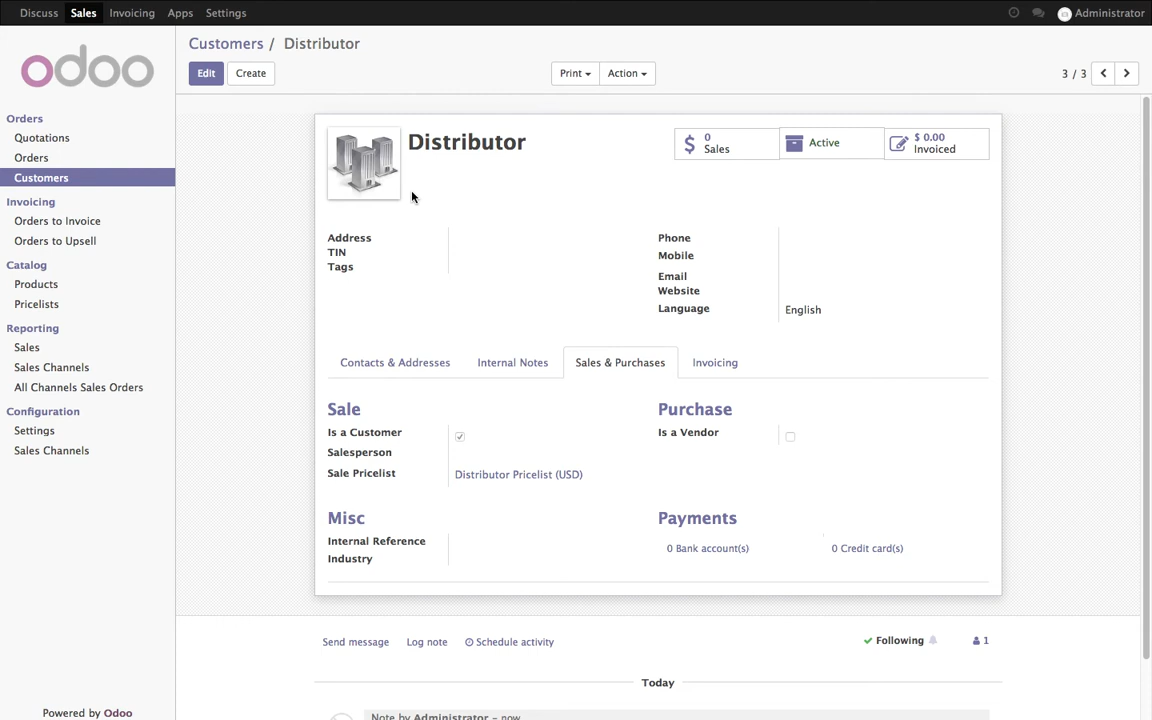 Discuss Sales Invoicing Apps Settings Administrator
odoo
Customers / Distributor
Edit Create Print Action 3 / 3
Orders
Quotations
Orders
Customers
Invoicing
Orders to Invoice
Orders to Upsell
Catalog
Products
Pricelists
Reporting
Sales
Sales Channels
All Channels Sales Orders
Configuration
Settings
Sales Channels
Powered by Odoo
Distributor
$ 0
Sales
Active
$ 0.00
Invoiced
Address
TIN
Tags
Phone
Mobile
Email
Website
Language English
Contacts & Addresses Internal Notes Sales & Purchases Invoicing
Sale
Is a Customer
Salesperson
Sale Pricelist Distributor Pricelist (USD)
Purchase
Is a Vendor
Misc
Internal Reference
Industry
Payments
0 Bank account(s) 0 Credit card(s)
Send message Log note Schedule activity Following 1
Today
Note by Administrator – now